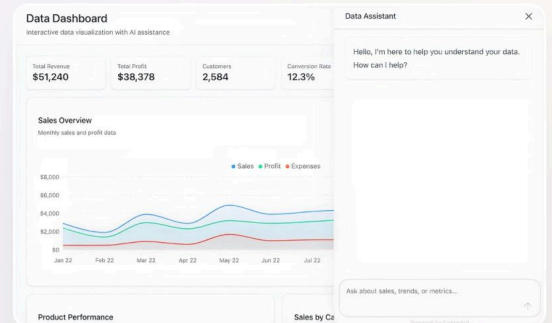 Data Dashboard
Interactive data visualization with AI assistance
Total Revenue
$51,240
Total Profit
$38,378
Customers
2,584
Conversion Rate
12.3%
Sales Overview
Monthly sales and profit data
Sales Profit Expenses
$8,000
$6,000
$4,000
$2,000
$0
Jan 22 Feb 22 Mar 22 Apr 22 May 22 Jun 22 Jul 22
Product Performance
Sales by Ca
Data Assistant
Hello, I'm here to help you understand your data.
How can I help?
Ask about sales, trends, or metrics...